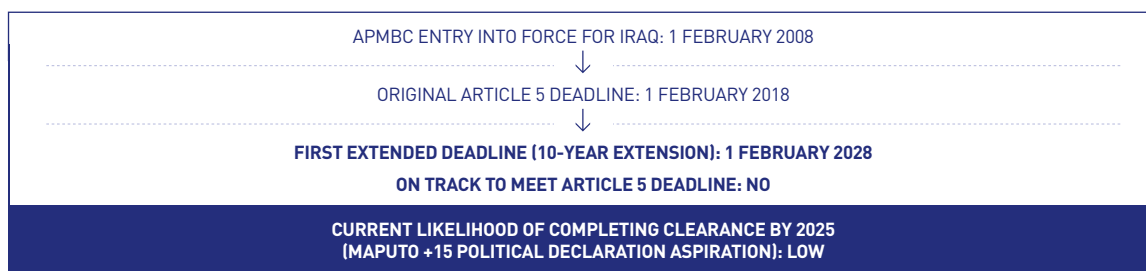 APMBC ENTRY INTO FORCE FOR IRAQ: 1 FEBRUARY 2008
ORIGINAL ARTICLE 5 DEADLINE: 1 FEBRUARY 2018
FIRST EXTENDED DEADLINE (10-YEAR EXTENSION): 1 FEBRUARY 2028
ON TRACK TO MEET ARTICLE 5 DEADLINE: NO
CURRENT LIKELIHOOD OF COMPLETING CLEARANCE BY 2025
(MAPUTO +15 POLITICAL DECLARATION ASPIRATION): LOW